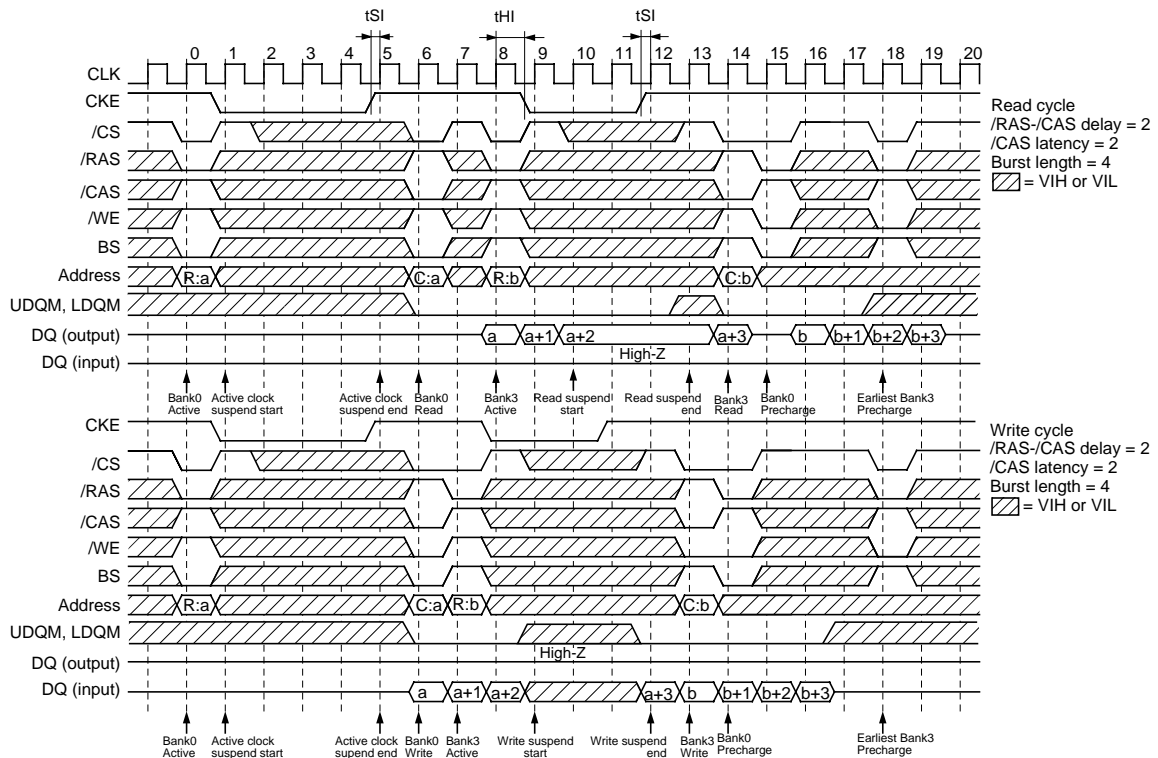 tSI tHI tSI
0 1 2 3 4 5 6 7 8 9 10 11 12 13 14 15 16 17 18 19 20
CLK
CKE
/CS
/RAS
/CAS
/WE
BS
Address R:a C:a R:b C:b
UDQM, LDQM
DQ (output) a a+1 a+2 a+3 b b+1 b+2 b+3
High-Z
DQ (input)
Read cycle
/RAS-/CAS delay = 2
/CAS latency = 2
Burst length = 4
= VIH or VIL
Bank0 Active
Active clock suspend start
Active clock suspend end
Bank0 Read
Bank3 Active
Read suspend start
Read suspend end
Bank3 Read
Bank0 Precharge
Earliest Bank3 Precharge
CKE
/CS
/RAS
/CAS
/WE
BS
Address R:a C:a R:b C:b
UDQM, LDQM
High-Z
DQ (output)
DQ (input) a a+1 a+2 a+3 b b+1 b+2 b+3
Write cycle
/RAS-/CAS delay = 2
/CAS latency = 2
Burst length = 4
= VIH or VIL
Bank0 Active
Active clock suspend start
Active clock supend end
Bank0 Write
Bank3 Active
Write suspend start
Write suspend end
Bank3 Write
Bank0 Precharge
Earliest Bank3 Precharge